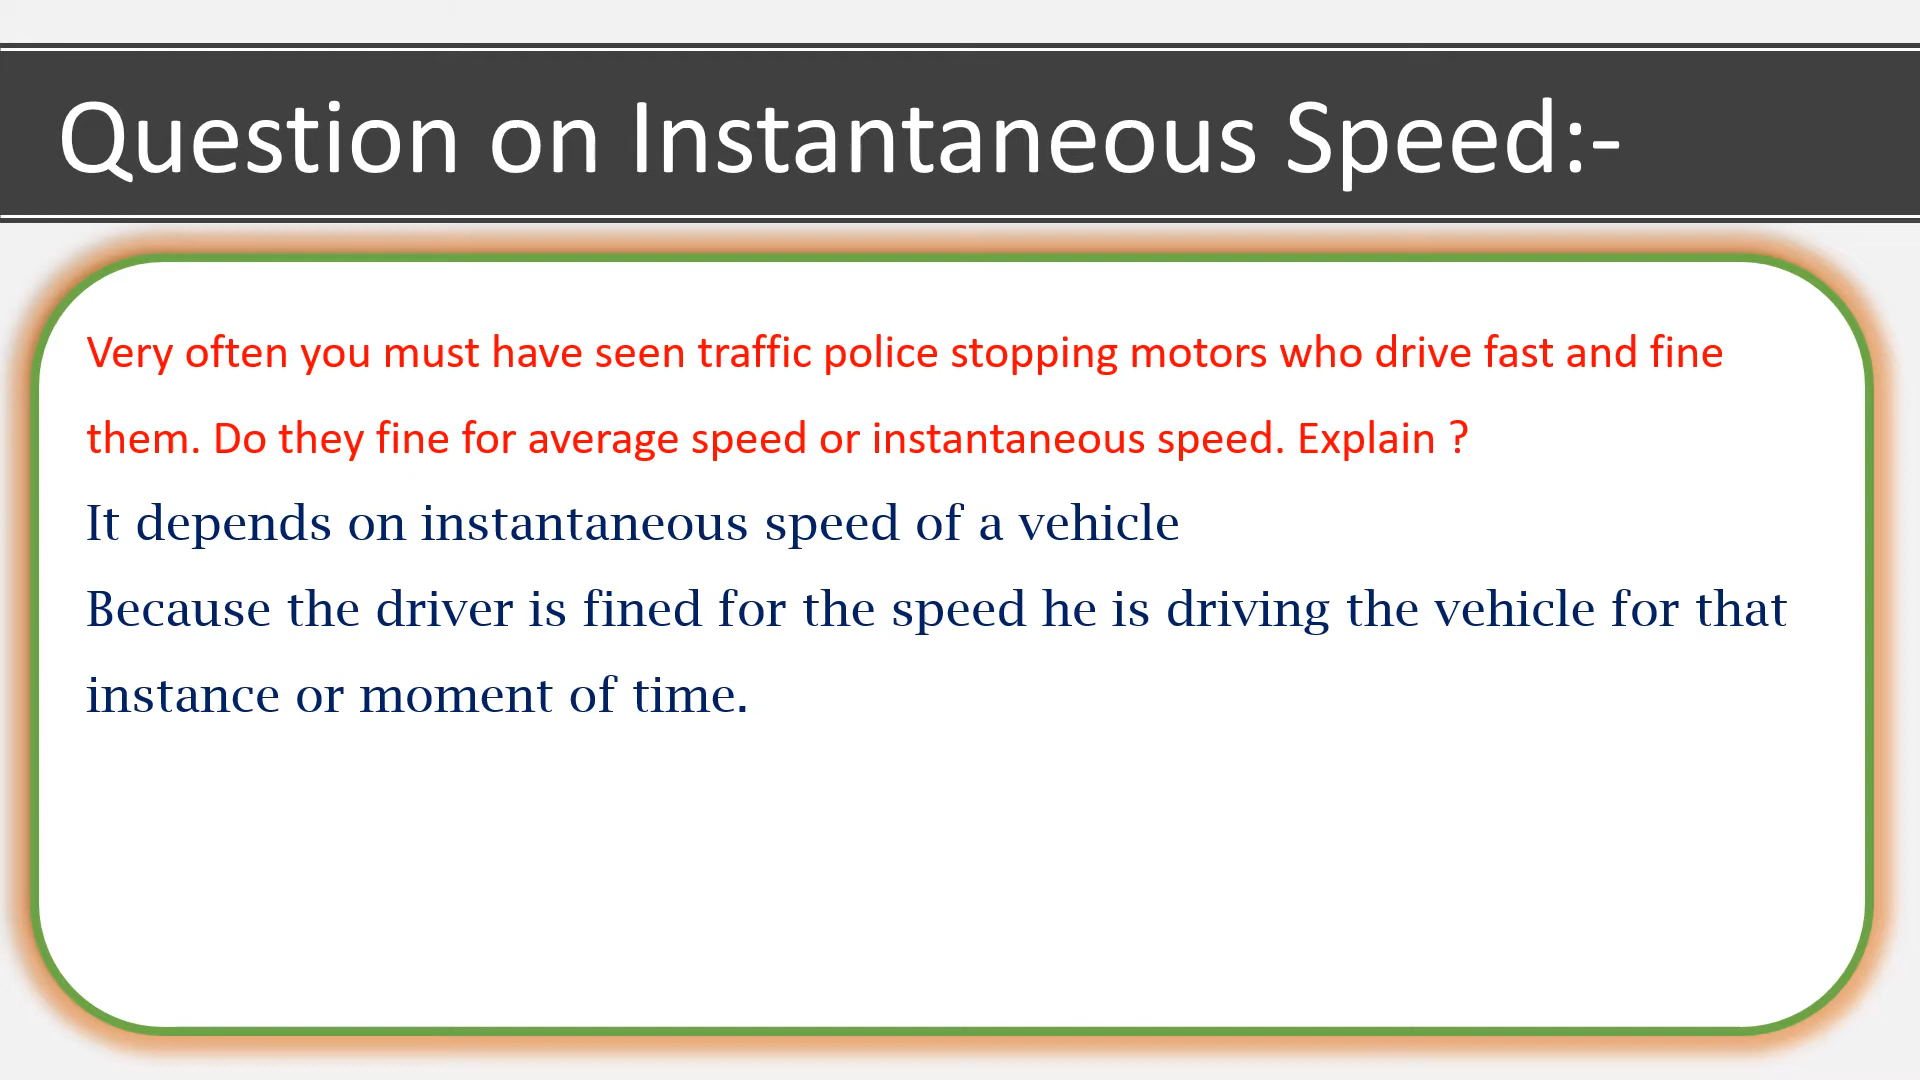 Question on Instantaneous Speed:-
Very often you must have seen traffic police stopping motors who drive fast and fine
them. Do they fine for average speed or instantaneous speed. Explain ?
It depends on instantaneous speed of a vehicle
Because the driver is fined for the speed he is driving the vehicle for that
instance or moment of time.